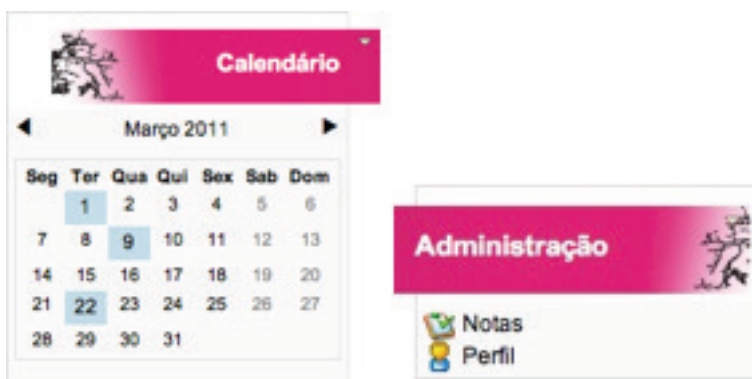 Calendário
Março 2011
Seg Ter Qua Qui Sex Sab Dom
1 2 3 4 5 6
7 8 9 10 11 12 13
14 15 16 17 18 19 20
21 22 23 24 25 26 27
28 29 30 31
Administração
Notas
Perfil